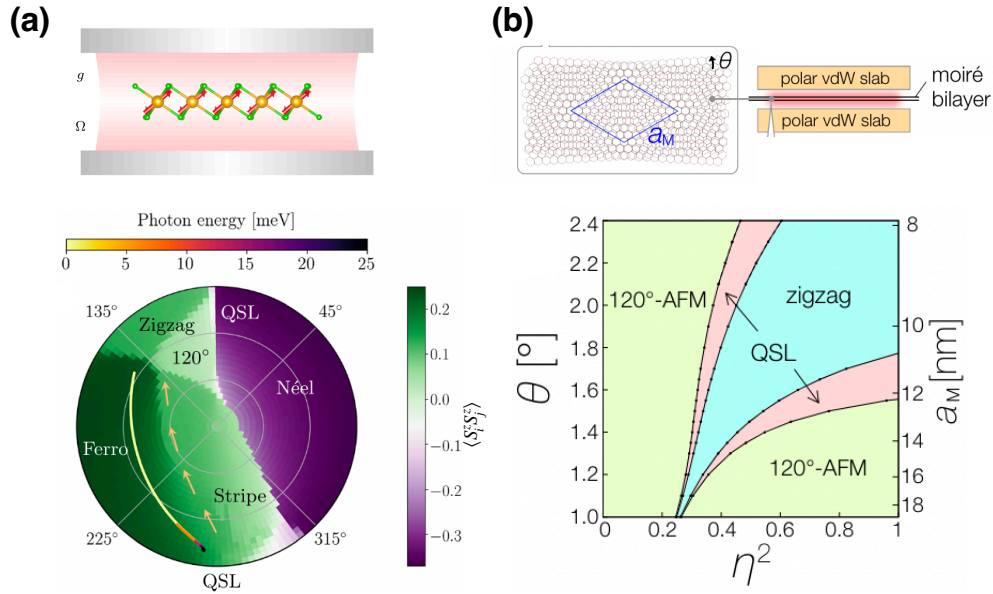 (a)
g
Ω
Photon energy [meV]
0 5 10 15 20 25
135°
45°
Zigzag
QSL
120°
Néel
Ferro
Stripe
225°
315°
QSL
0.2
0.1
0.0
−0.1
−0.2
−0.3
⟨S_i^z S_j^z⟩
(b)
θ
a_M
polar vdW slab
moiré
bilayer
polar vdW slab
2.4
2.2
2.0
1.8
1.6
1.4
1.2
1.0
θ [°]
120°-AFM
zigzag
QSL
120°-AFM
8
10
12
14
16
18
a_M [nm]
0 0.2 0.4 0.6 0.8 1
η²